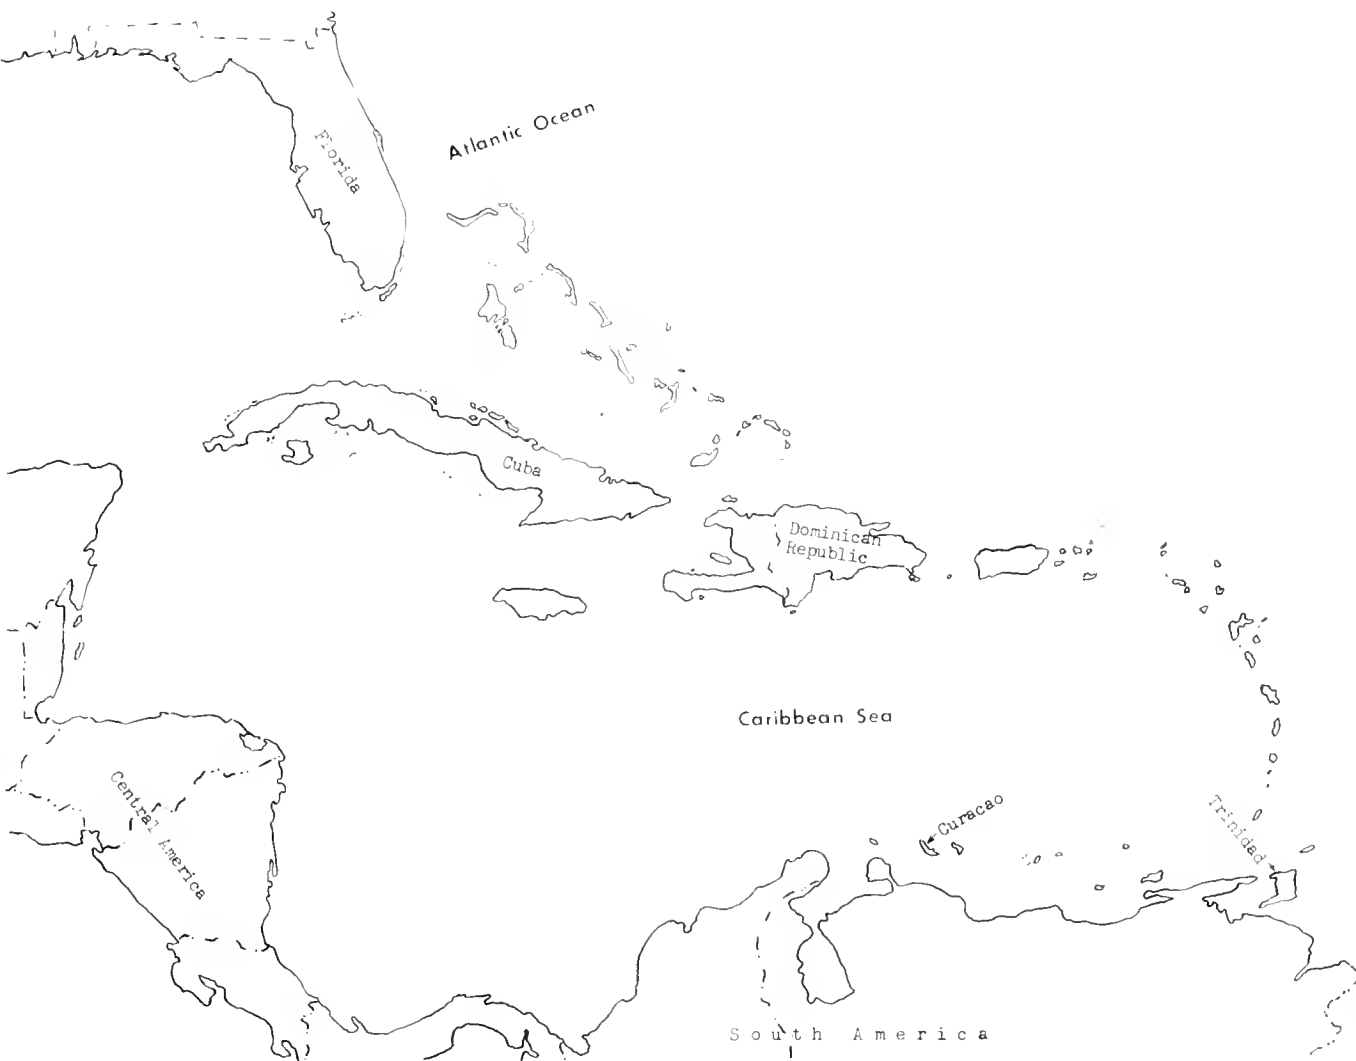 Atlantic Ocean
Florida
Cuba
Dominican
Republic
Caribbean Sea
Central America
Curacao
Trinidad
South America